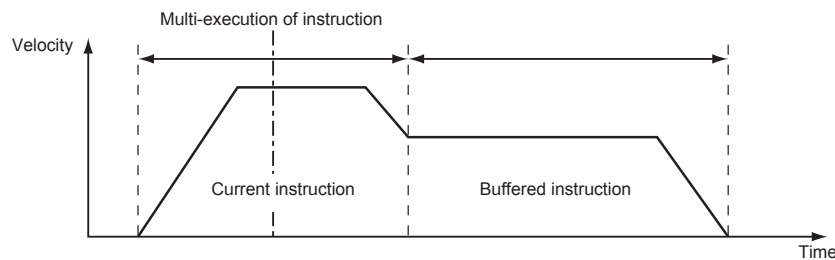 Multi-execution of instruction
Velocity
Current instruction
Buffered instruction
Time